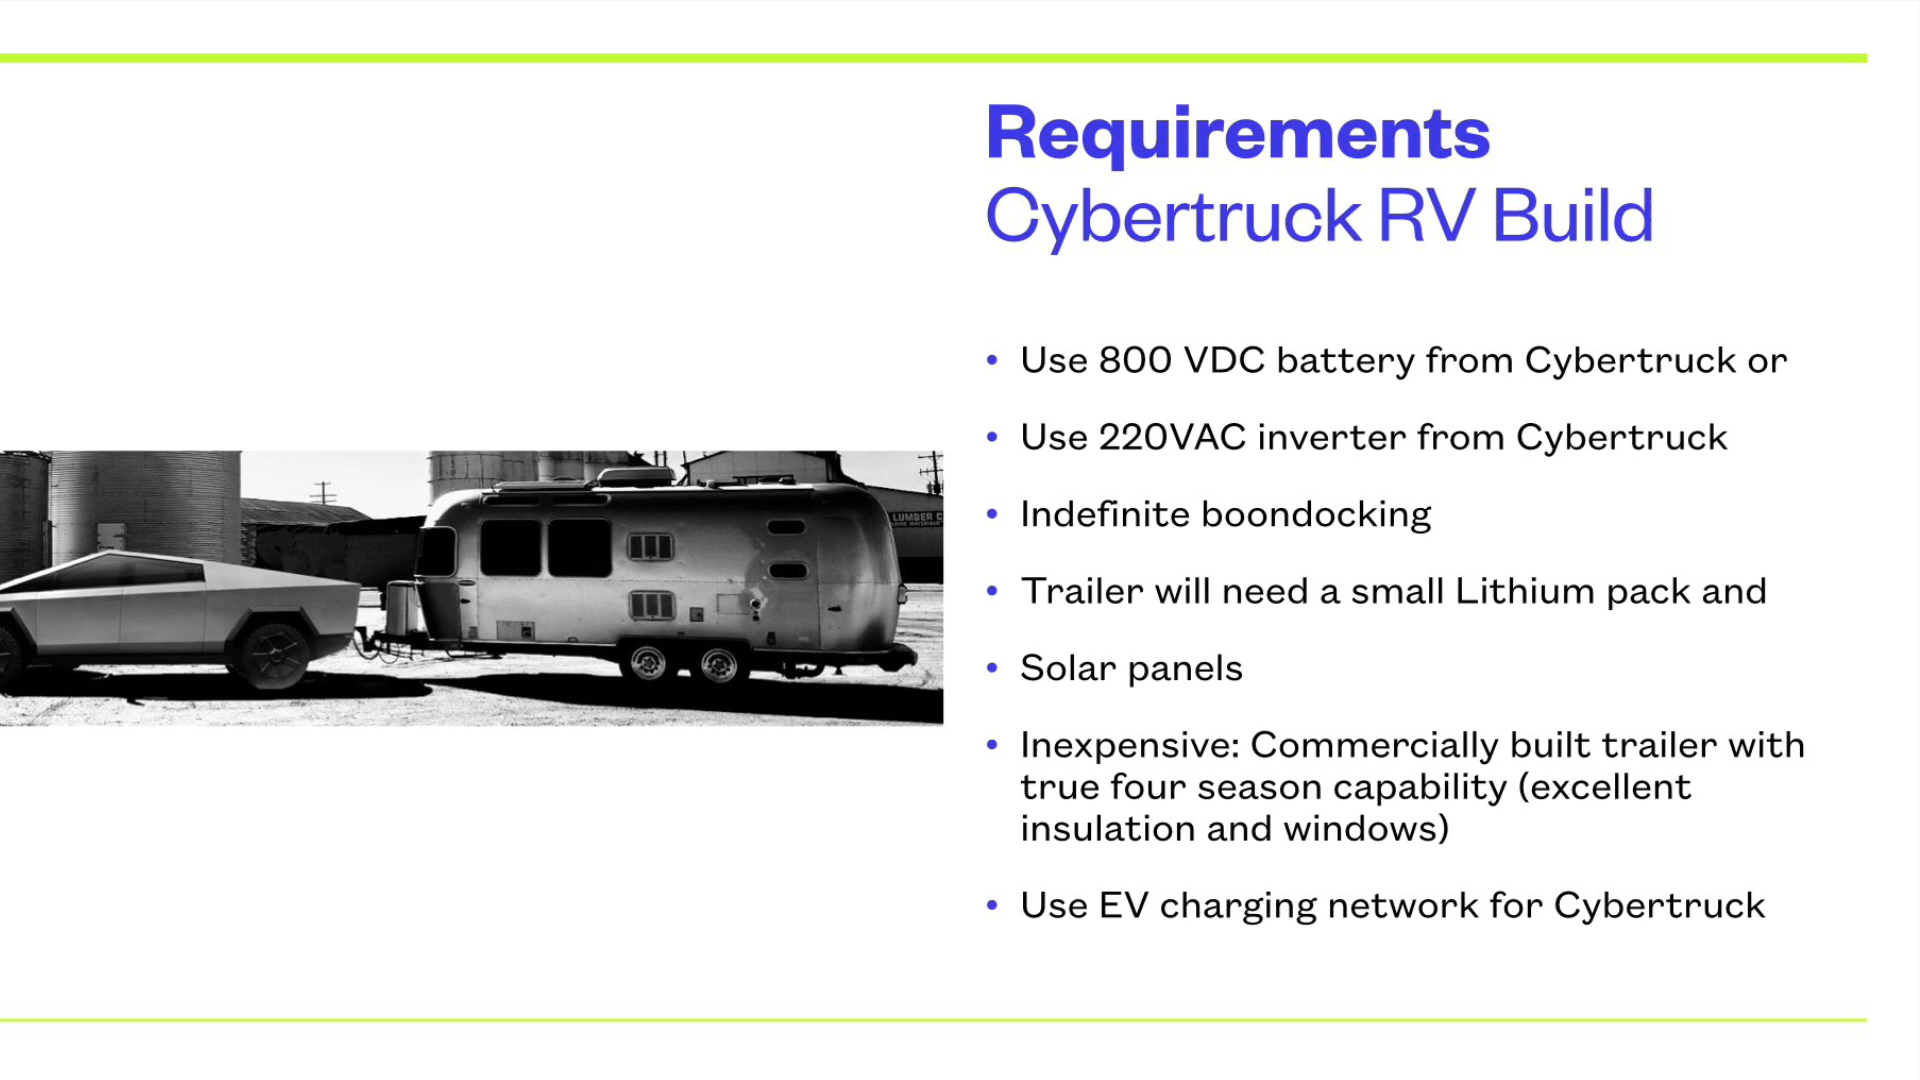 Requirements
Cybertruck RV Build
• Use 800 VDC battery from Cybertruck or
• Use 220VAC inverter from Cybertruck
• Indefinite boondocking
• Trailer will need a small Lithium pack and
• Solar panels
• Inexpensive: Commercially built trailer with
true four season capability (excellent
insulation and windows)
• Use EV charging network for Cybertruck
LUMBER C